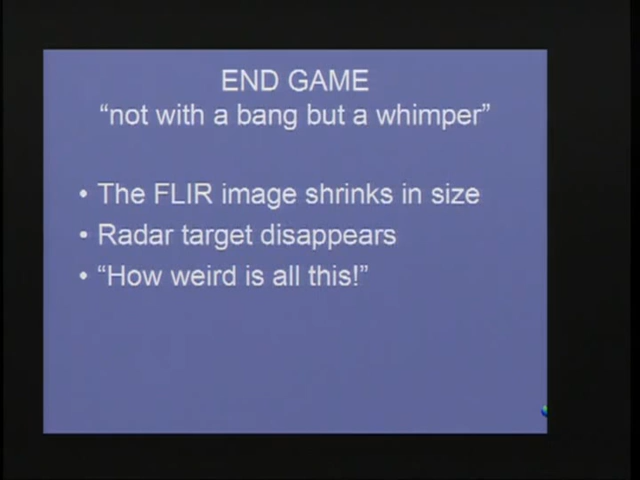 END GAME
“not with a bang but a whimper”
• The FLIR image shrinks in size
• Radar target disappears
• “How weird is all this!”